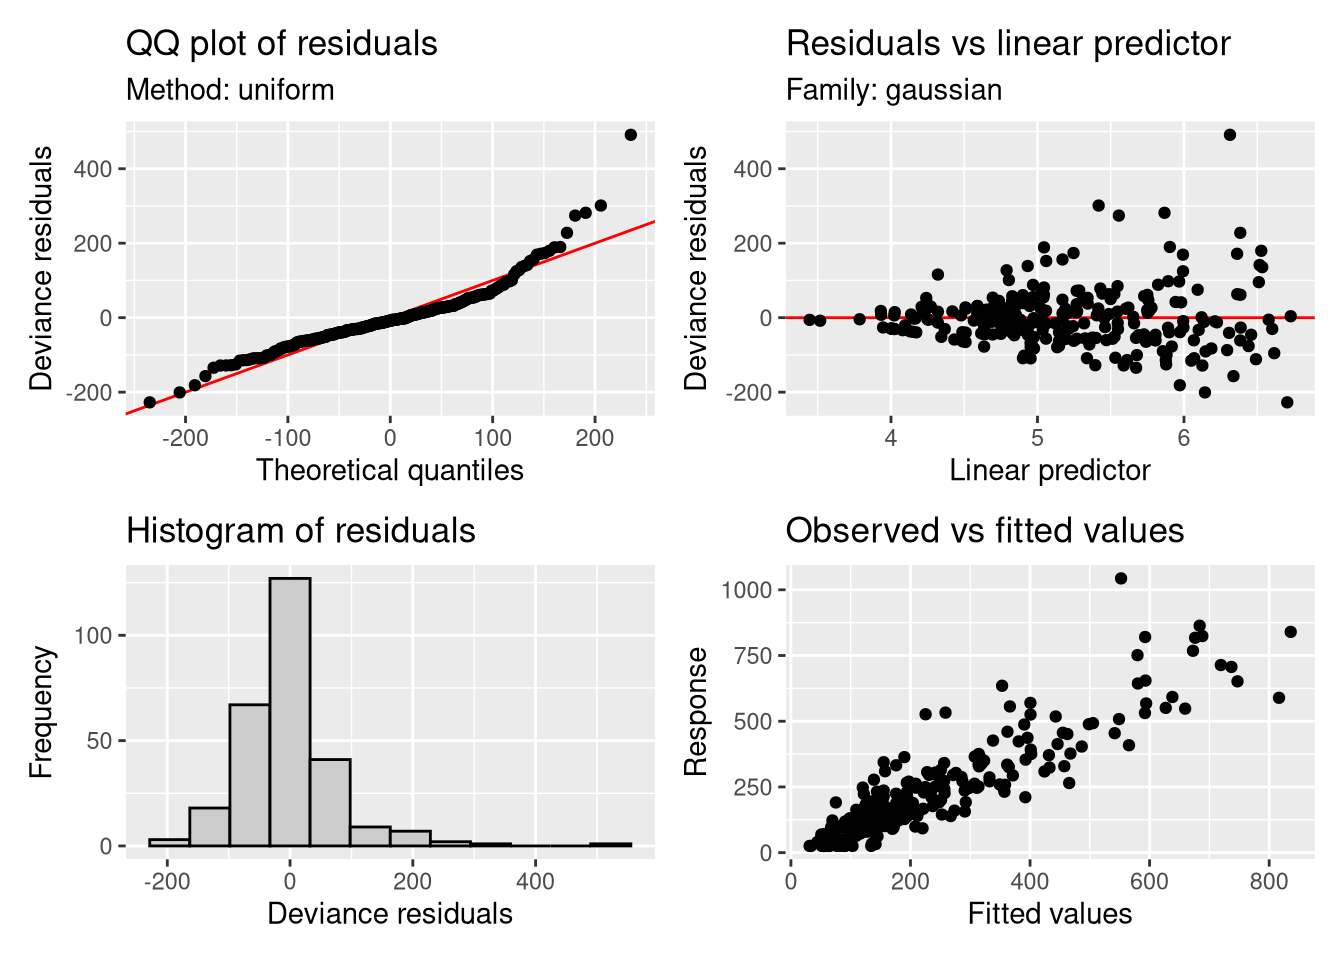 QQ plot of residuals
Method: uniform
Deviance residuals
400
200
0
-200
-200 -100 0 100 200
Theoretical quantiles
Residuals vs linear predictor
Family: gaussian
Deviance residuals
400
200
0
-200
4 5 6
Linear predictor
Histogram of residuals
Frequency
100
50
0
-200 0 200 400
Deviance residuals
Observed vs fitted values
Response
1000
750
500
250
0
0 200 400 600 800
Fitted values